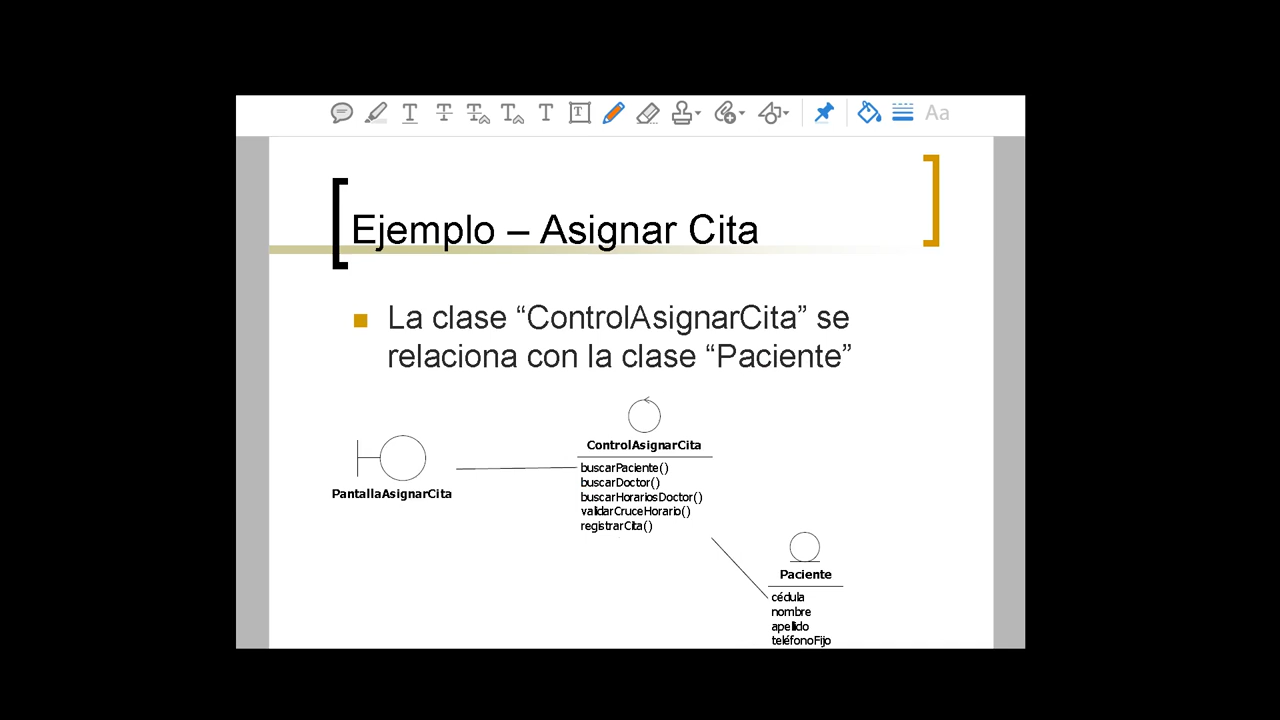 Aa
Ejemplo – Asignar Cita
La clase “ControlAsignarCita” se
relaciona con la clase “Paciente”
PantallaAsignarCita
ControlAsignarCita
buscarPaciente()
buscarDoctor()
buscarHorariosDoctor()
validarCruceHorario()
registrarCita()
Paciente
cédula
nombre
apellido
teléfonoFijo